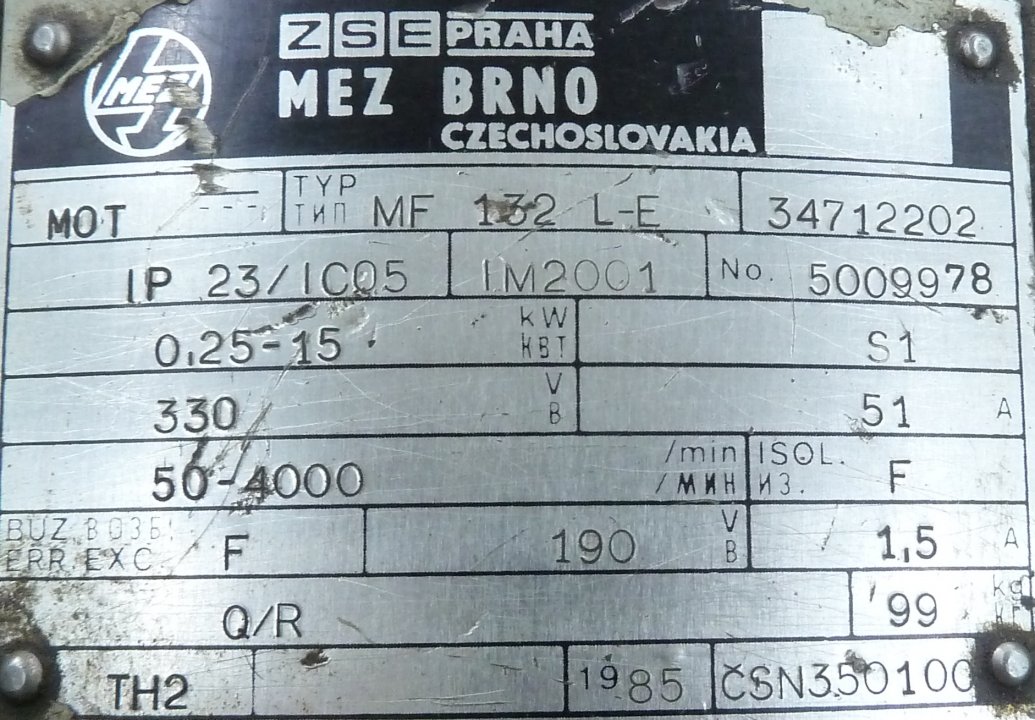 MEZ
ZSE PRAHA
MEZ BRNO
CZECHOSLOVAKIA
MOT TYP ТИП MF 132 L-E 34712202
IP 23/IC05 IM2001 No. 5009978
0,25-15 KW КВТ S1
330 V В 51 A
50-4000 /min /МИН ISOL. ИЗ. F
BUZ. ВОЗБ. ERR. EXC. F 190 V В 1,5 A
Q/R 99 kg
TH2 1985 ČSN350100